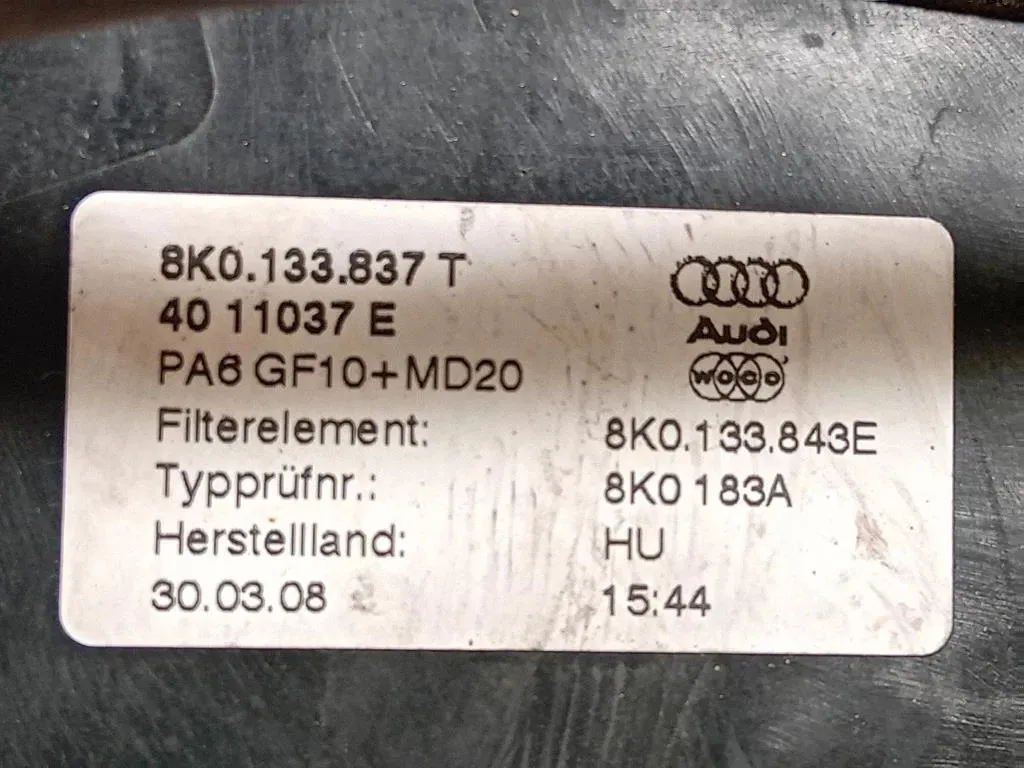 8K0.133.837 T
40 11037 E
Audi
PA6 GF10+MD20
WOCO
Filterelement: 8K0.133.843E
Typprüfnr.: 8K0 183A
Herstellland: HU
30.03.08 15:44